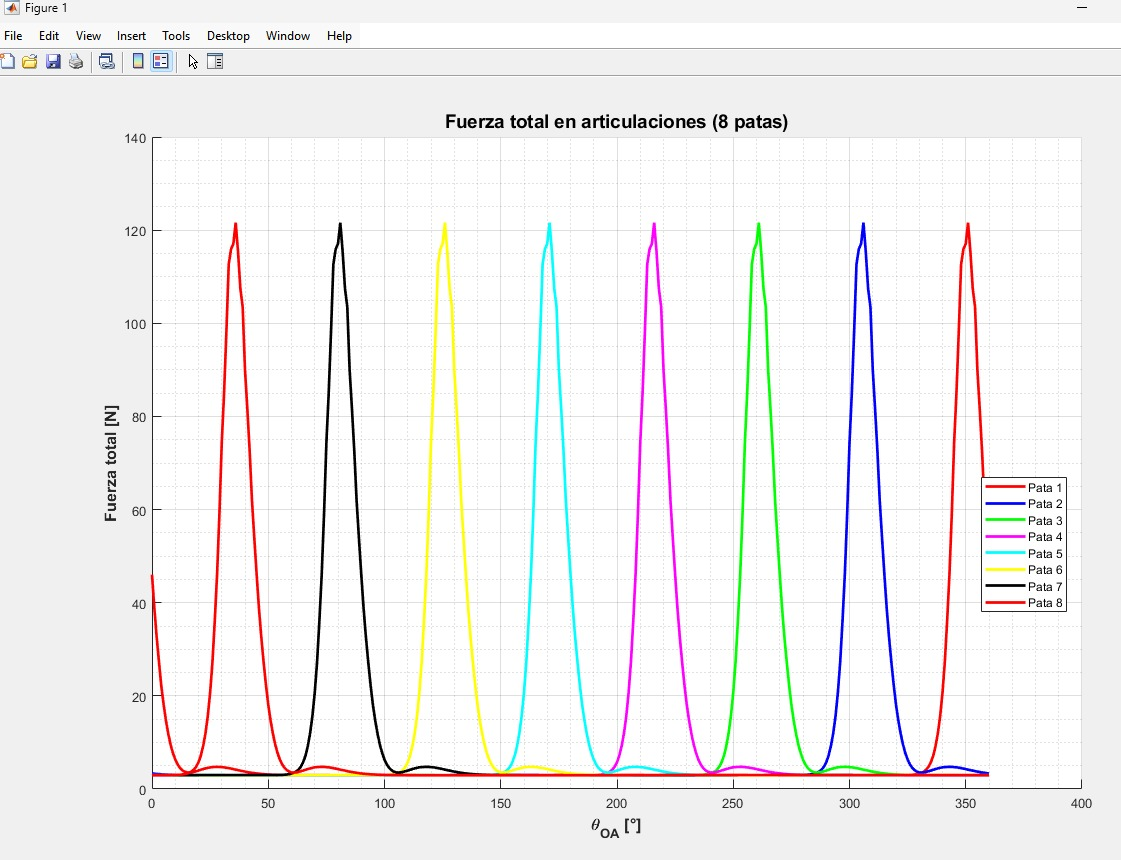 Figure 1
File Edit View Insert Tools Desktop Window Help
Fuerza total en articulaciones (8 patas)
140
120
100
80
60
40
20
0
Fuerza total [N]
0 50 100 150 200 250 300 350 400
θOA [°]
Pata 1
Pata 2
Pata 3
Pata 4
Pata 5
Pata 6
Pata 7
Pata 8